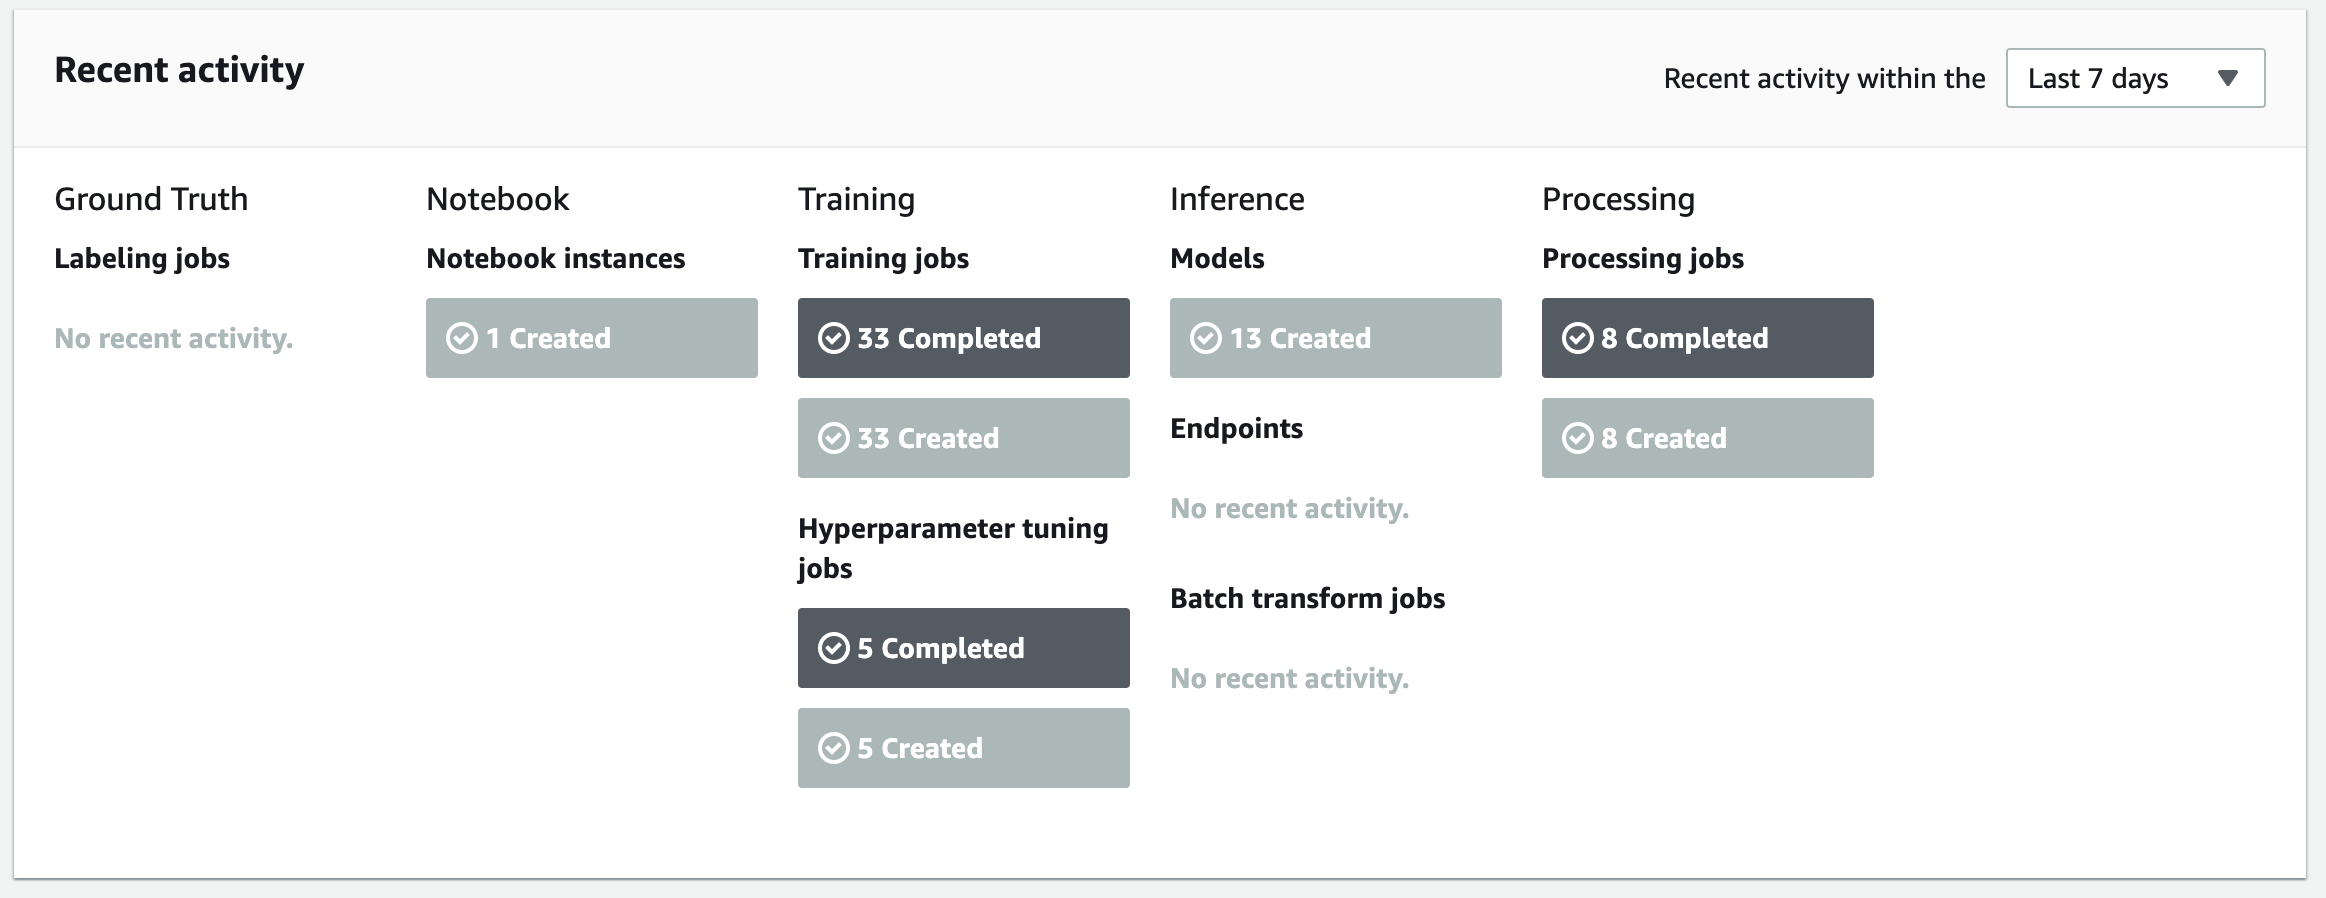 Recent activity
Recent activity within the
Last 7 days
Ground Truth
Labeling jobs
No recent activity.
Notebook
Notebook instances
1 Created
Training
Training jobs
33 Completed
33 Created
Hyperparameter tuning
jobs
5 Completed
5 Created
Inference
Models
13 Created
Endpoints
No recent activity.
Batch transform jobs
No recent activity.
Processing
Processing jobs
8 Completed
8 Created